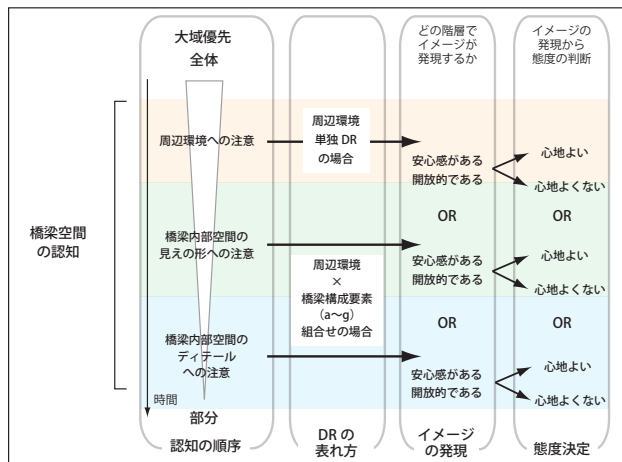 大域優先
全体
どの階層で
イメージが
発現するか
イメージの
発現から
態度の判断
周辺環境への注意
周辺環境
単独 DR
の場合
安心感がある
開放的である
心地よい
心地よくない
OR
OR
橋梁空間
の認知
橋梁内部空間の
見えの形への注意
周辺環境
×
橋梁構成要素
（a～g）
組合せの場合
安心感がある
開放的である
心地よい
心地よくない
OR
OR
橋梁内部空間の
ディテール
への注意
安心感がある
開放的である
心地よい
心地よくない
時間
部分
認知の順序
DR の
表れ方
イメージ
の発現
態度決定